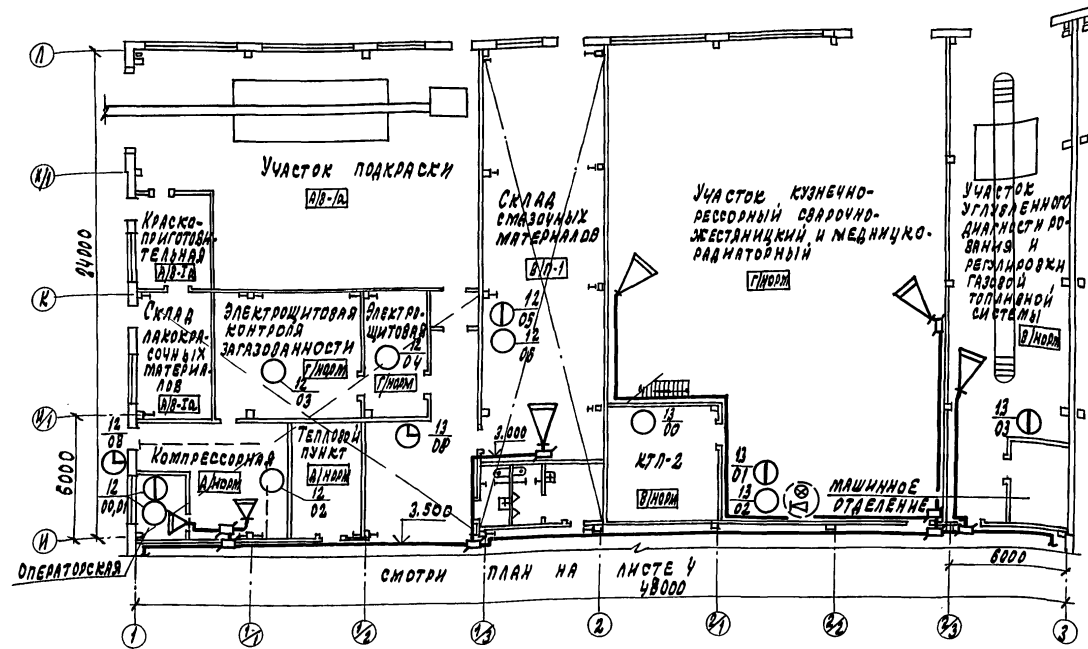 Л
К/1
К
И/1
И
24000
6000
УЧАСТОК ПОДКРАСКИ
А/В-Iа
КРАСКО-
ПРИГОТОВИ-
ТЕЛЬНАЯ
А/В-Iа
СКЛАД
ЛАКОКРА-
СОЧНЫХ
МАТЕРИА-
ЛОВ
А/В-Iа
ЭЛЕКТРОЩИТОВАЯ
КОНТРОЛЯ
ЗАГАЗОВАННОСТИ
Г/НОРМ
12
03
ЭЛЕКТРО-
ЩИТОВАЯ
12
04
Г/НОРМ
СКЛАД
СМАЗОЧНЫХ
МАТЕРИАЛОВ
В/П-1
12
05
12
06
УЧАСТОК КУЗНЕЧНО-
РЕССОРНЫЙ СВАРОЧНО-
ЖЕСТЯНИЦКИЙ И МЕДНИЦКО-
РАДИАТОРНЫЙ
Г/НОРМ
УЧАСТОК
УГЛУБЛЕННОГО
ДИАГНОСТИРО-
ВАНИЯ И
РЕГУЛИРОВКИ
ГАЗОВОЙ,
ТОПЛИВНОЙ
СИСТЕМЫ
В/НОРМ
12
08
КОМПРЕССОРНАЯ
Д/НОРМ
12
00,01
ОПЕРАТОРСКАЯ
ТЕПЛОВОЙ
ПУНКТ
Д/НОРМ
12
02
13
08
3.500
3.000
13
00
КТП-2
В/НОРМ
13
01
13
02
МАШИННОЕ
ОТДЕЛЕНИЕ
13
03
СМОТРИ ПЛАН НА ЛИСТЕ 4
48000
6000
1
1/1
1/2
1/3
2
2/1
2/2
2/3
3